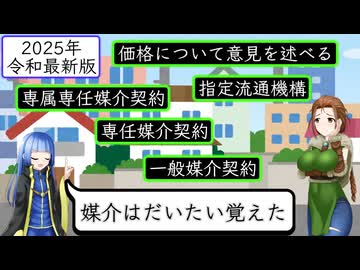 2025年
令和最新版
価格について意見を述べる
専属専任媒介契約
指定流通機構
専任媒介契約
一般媒介契約
媒介はだいたい覚えた